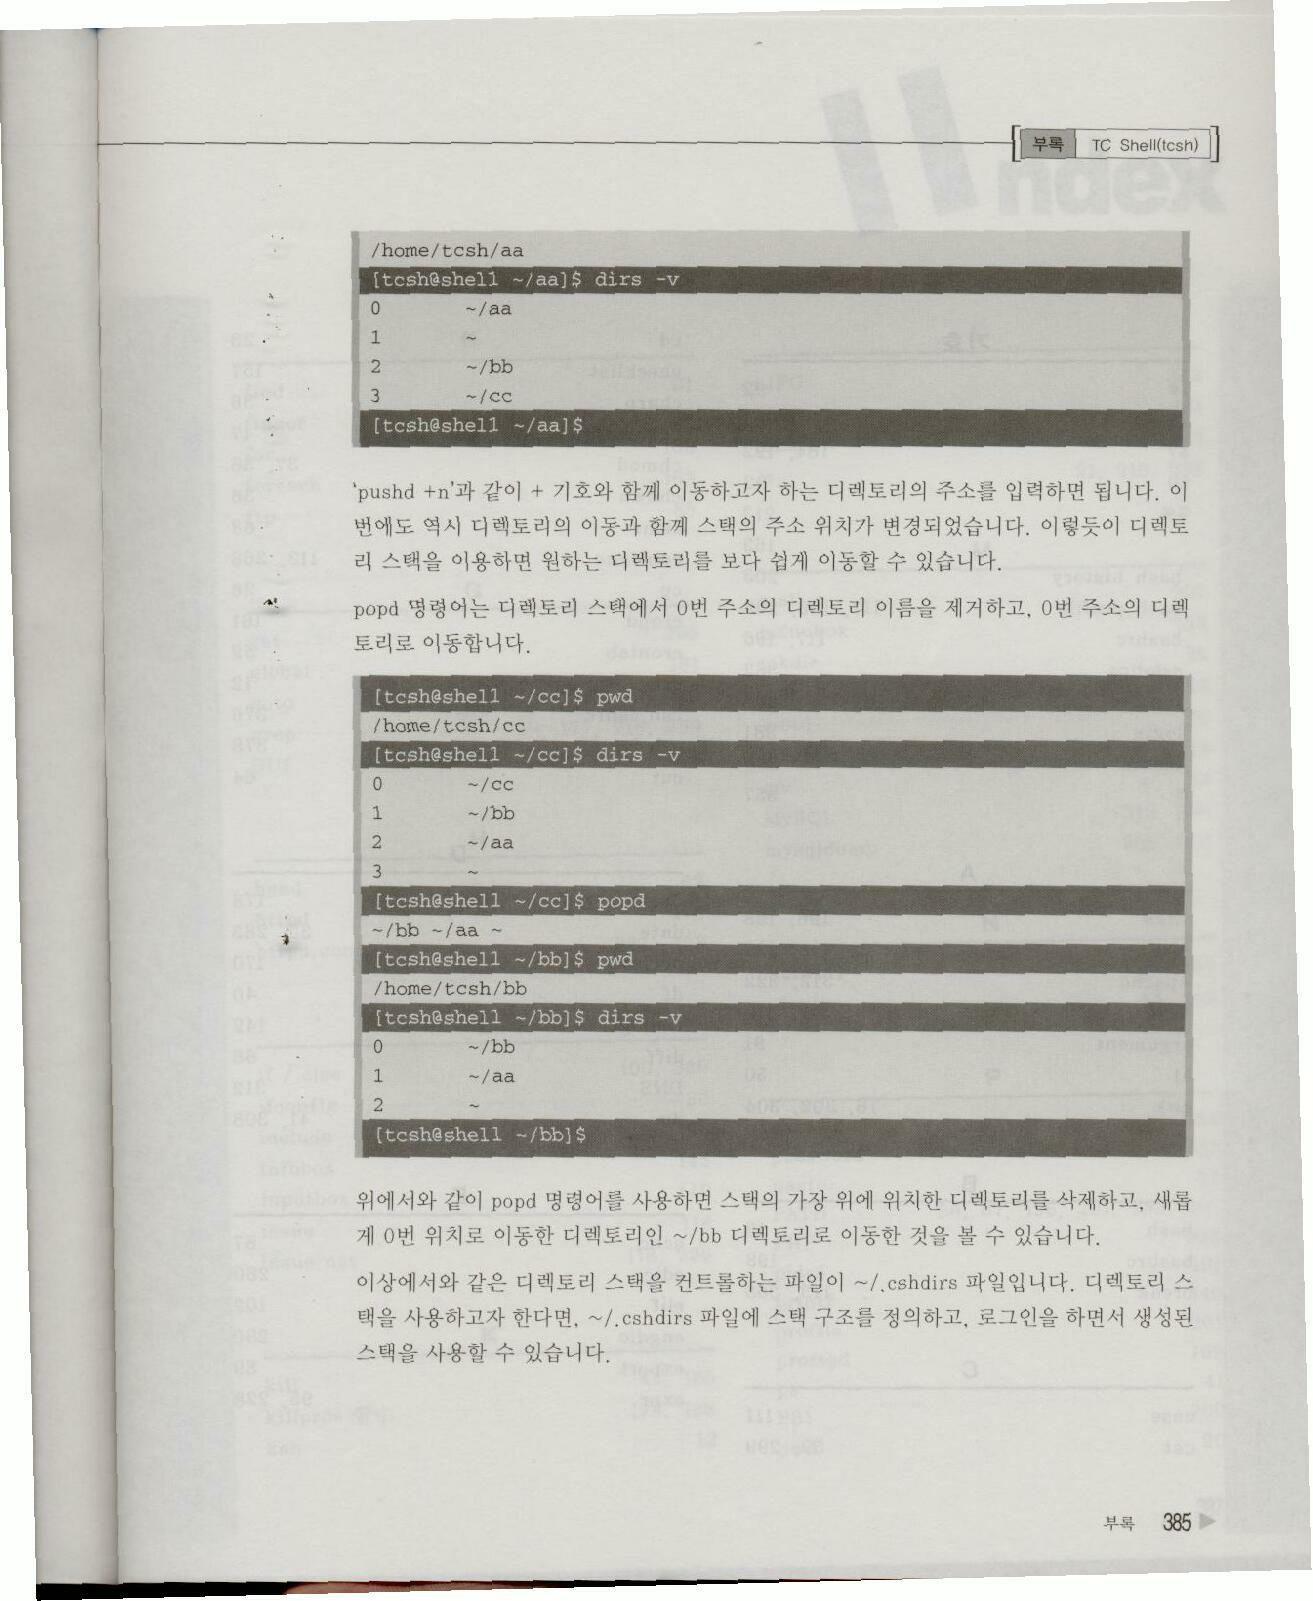 부록 TC Shell(tcsh)
/home/tcsh/aa
[tcsh@shell ~/aa]$ dirs -v
0 ~/aa
1 ~
2 ~/bb
3 ~/cc
[tcsh@shell ~/aa]$
‘pushd +n’과 같이 + 기호와 함께 이동하고자 하는 디렉토리의 주소를 입력하면 됩니다. 이
번에도 역시 디렉토리의 이동과 함께 스택의 주소 위치가 변경되었습니다. 이렇듯이 디렉토
리 스택을 이용하면 원하는 디렉토리를 보다 쉽게 이동할 수 있습니다.
popd 명령어는 디렉토리 스택에서 0번 주소의 디렉토리 이름을 제거하고, 0번 주소의 디렉
토리로 이동합니다.
[tcsh@shell ~/cc]$ pwd
/home/tcsh/cc
[tcsh@shell ~/cc]$ dirs -v
0 ~/cc
1 ~/bb
2 ~/aa
3 ~
[tcsh@shell ~/cc]$ popd
~/bb ~/aa ~
[tcsh@shell ~/bb]$ pwd
/home/tcsh/bb
[tcsh@shell ~/bb]$ dirs -v
0 ~/bb
1 ~/aa
2 ~
[tcsh@shell ~/bb]$
위에서와 같이 popd 명령어를 사용하면 스택의 가장 위에 위치한 디렉토리를 삭제하고, 새롭
게 0번 위치로 이동한 디렉토리인 ~/bb 디렉토리로 이동한 것을 볼 수 있습니다.
이상에서와 같은 디렉토리 스택을 컨트롤하는 파일이 ~/.cshdirs 파일입니다. 디렉토리 스
택을 사용하고자 한다면, ~/.cshdirs 파일에 스택 구조를 정의하고, 로그인을 하면서 생성된
스택을 사용할 수 있습니다.
부록 385